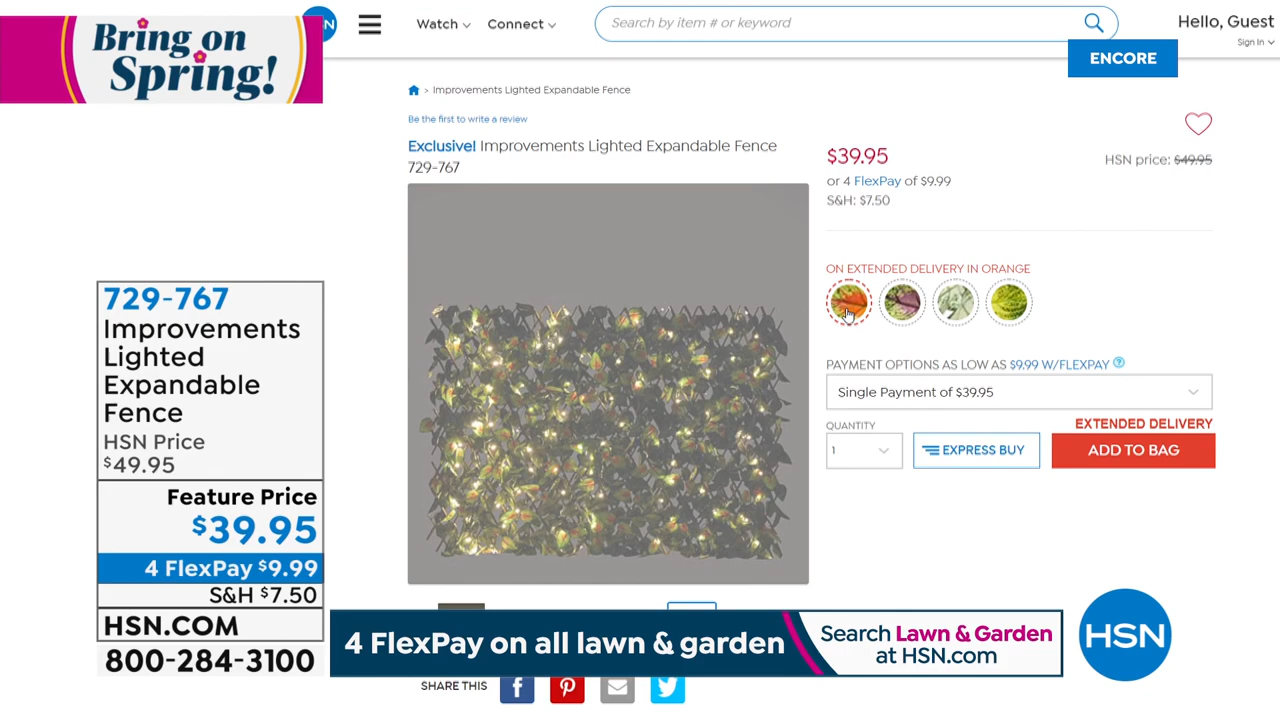 Bring on
Spring!
N
Watch
Connect
Search by item # or keyword
Hello, Guest
Sign In
ENCORE
> Improvements Lighted Expandable Fence
Be the first to write a review
Exclusive! Improvements Lighted Expandable Fence
729-767
$39.95
HSN price: $49.95
or 4 FlexPay of $9.99
S&H: $7.50
ON EXTENDED DELIVERY IN ORANGE
PAYMENT OPTIONS AS LOW AS $9.99 W/FLEXPAY ?
Single Payment of $39.95
EXTENDED DELIVERY
QUANTITY
1
EXPRESS BUY
ADD TO BAG
729-767
Improvements
Lighted
Expandable
Fence
HSN Price
$49.95
Feature Price
$39.95
4 FlexPay $9.99
S&H $7.50
HSN.COM
800-284-3100
4 FlexPay on all lawn & garden
Search Lawn & Garden
at HSN.com
HSN
SHARE THIS